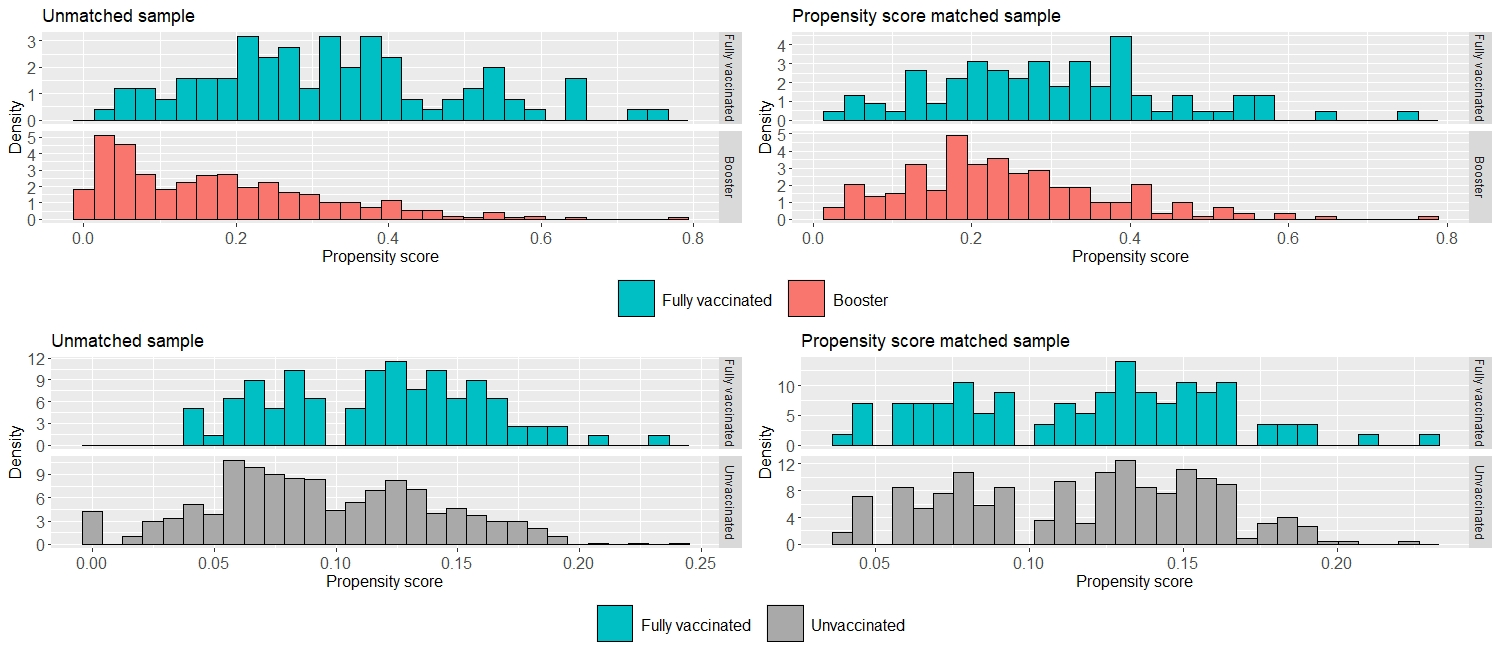 Unmatched sample
Propensity score matched sample
Density
3
2
1
0
Fully vaccinated
5
4
3
2
1
0
Booster
0.0 0.2 0.4 0.6 0.8
Propensity score
Density
4
3
2
1
0
Fully vaccinated
5
4
3
2
1
0
Booster
0.0 0.2 0.4 0.6 0.8
Propensity score
Fully vaccinated Booster
Unmatched sample
Propensity score matched sample
Density
12
9
6
3
0
Fully vaccinated
9
6
3
0
Unvaccinated
0.00 0.05 0.10 0.15 0.20 0.25
Propensity score
Density
10
5
0
Fully vaccinated
12
8
4
0
Unvaccinated
0.05 0.10 0.15 0.20
Propensity score
Fully vaccinated Unvaccinated